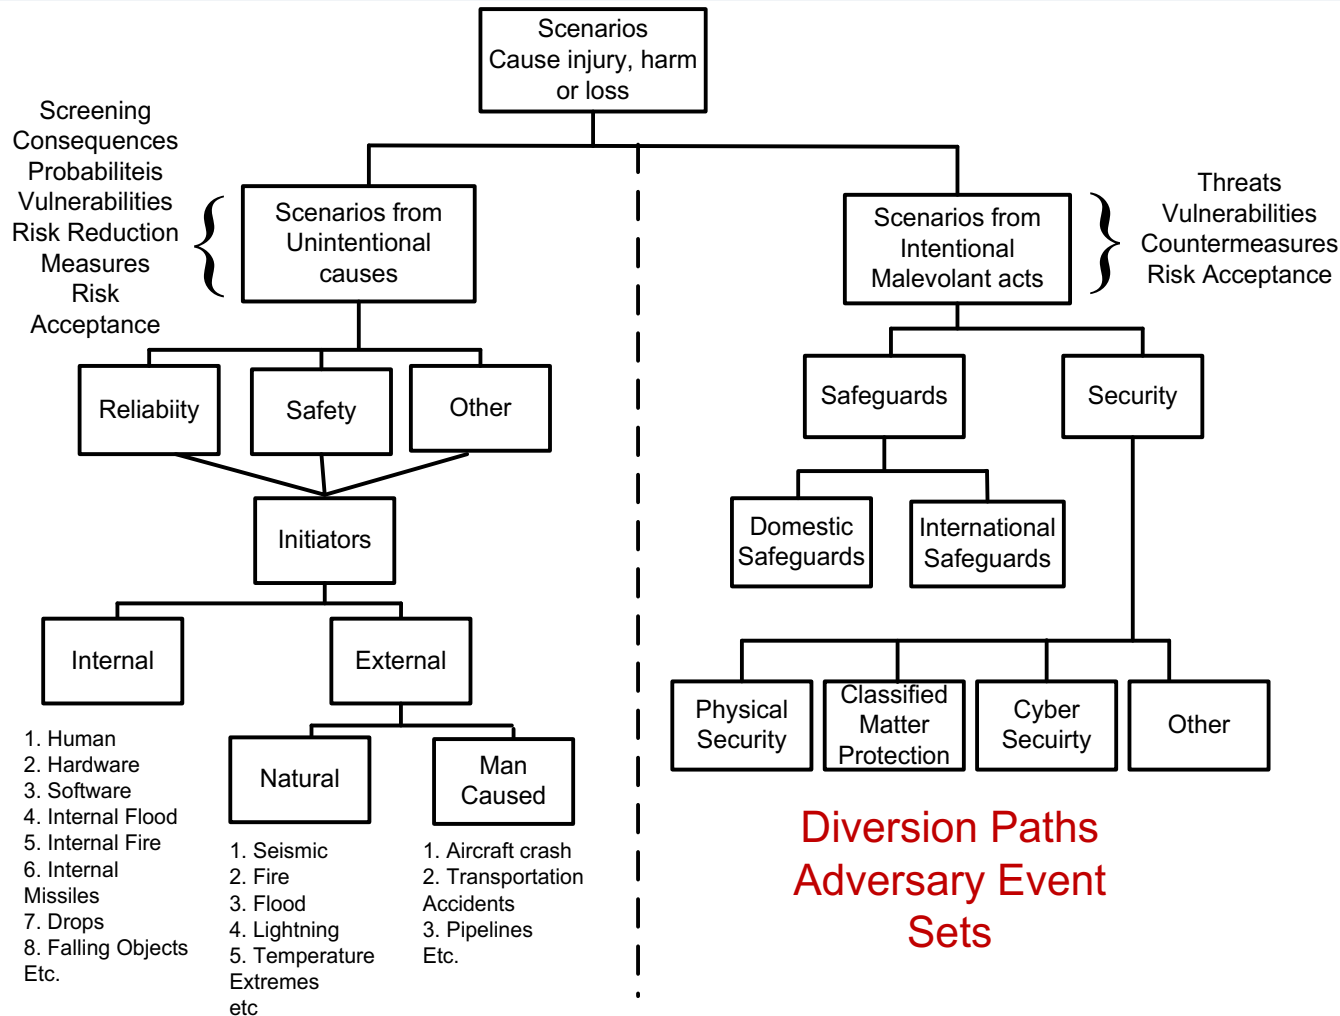 Scenarios
Cause injury, harm
or loss
Screening
Consequences
Probabiliteis
Vulnerabilities
Risk Reduction
Measures
Risk
Acceptance
Scenarios from
Unintentional
causes
Scenarios from
Intentional
Malevolant acts
Threats
Vulnerabilities
Countermeasures
Risk Acceptance
Reliabiity
Safety
Other
Safeguards
Security
Initiators
Domestic
Safeguards
International
Safeguards
Internal
External
Physical
Security
Classified
Matter
Protection
Cyber
Secuirty
Other
Natural
Man
Caused
1. Human
2. Hardware
3. Software
4. Internal Flood
5. Internal Fire
6. Internal
Missiles
7. Drops
8. Falling Objects
Etc.
1. Seismic
2. Fire
3. Flood
4. Lightning
5. Temperature
Extremes
etc
1. Aircraft crash
2. Transportation
Accidents
3. Pipelines
Etc.
Diversion Paths
Adversary Event
Sets